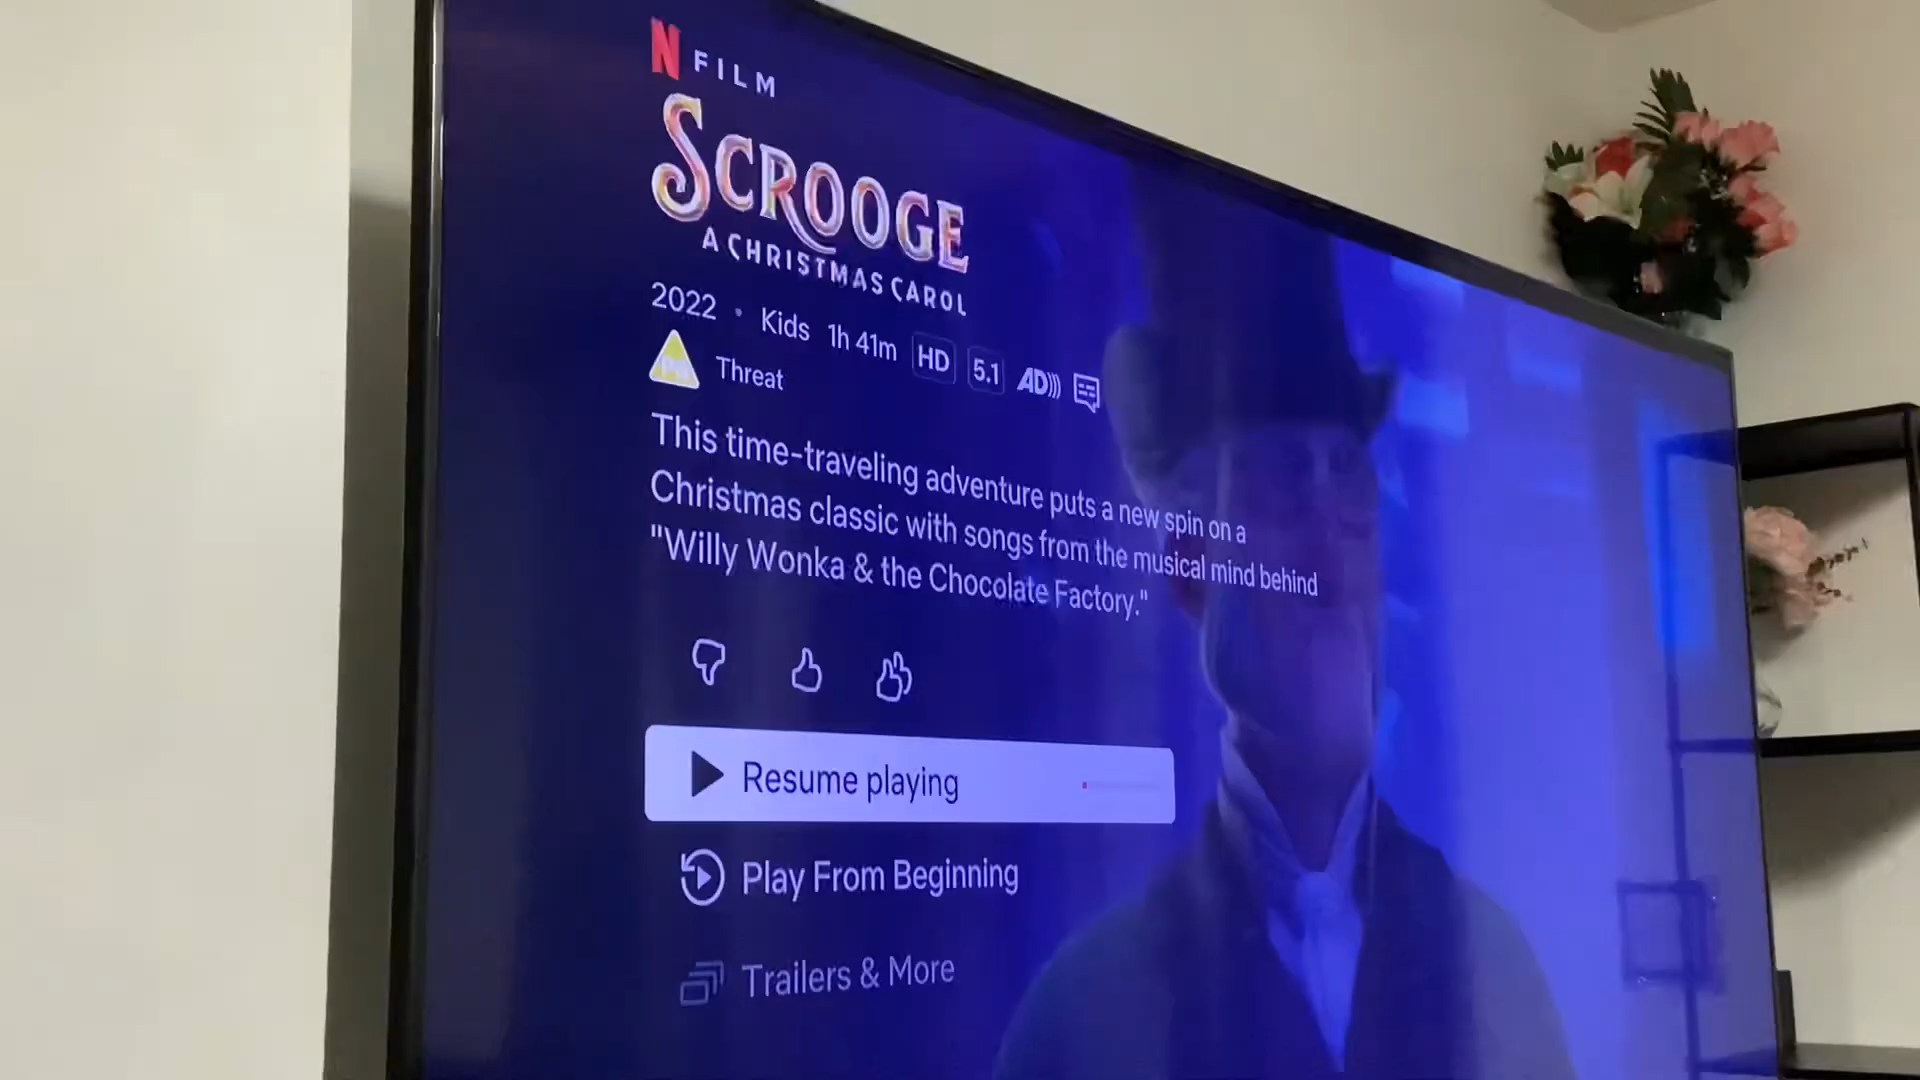 N FILM
SCROOGE
A CHRISTMAS CAROL
2022 • Kids 1h 41m HD 5.1 AD)))
Threat
This time-traveling adventure puts a new spin on a
Christmas classic with songs from the musical mind behind
"Willy Wonka & the Chocolate Factory."
Resume playing
Play From Beginning
Trailers & More